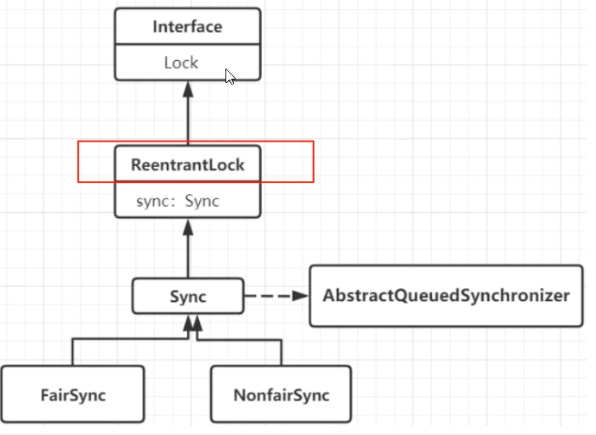 Interface
Lock
ReentrantLock
sync: Sync
Sync
AbstractQueuedSynchronizer
FairSync
NonfairSync